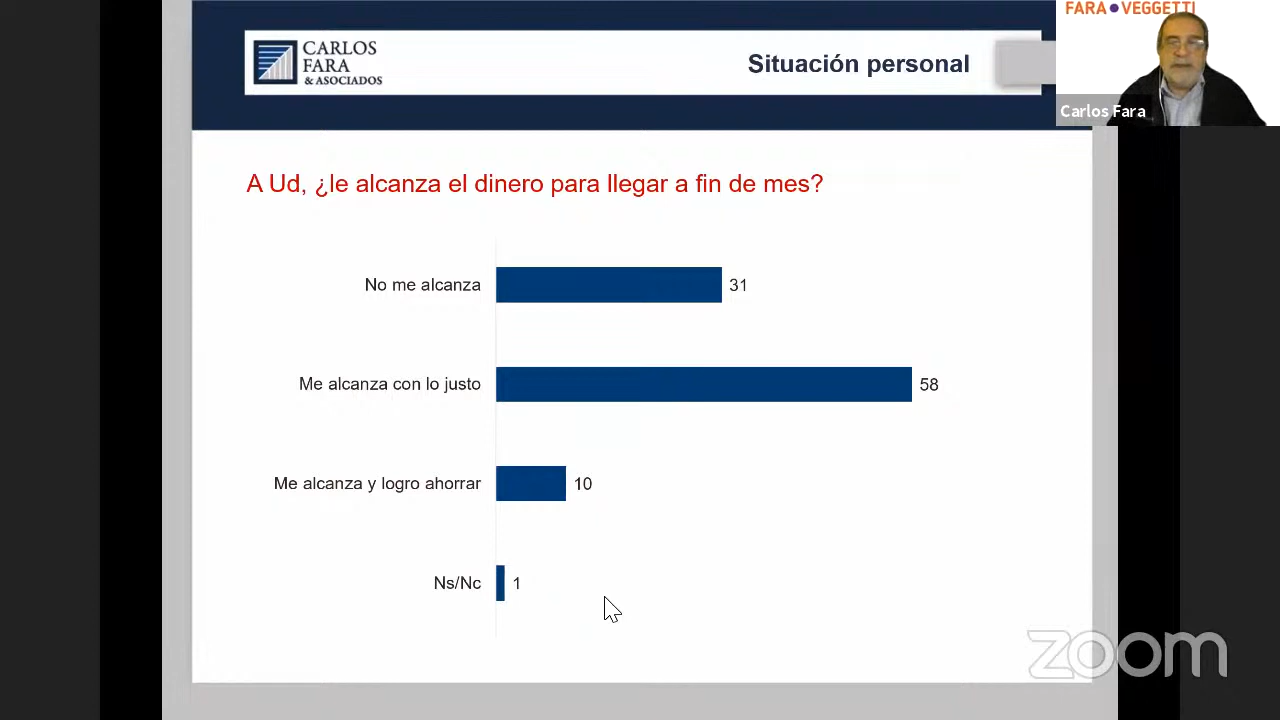 FARA VEGGETTI
CARLOS
FARA
& ASOCIADOS
Situación personal
Carlos Fara
A Ud, ¿le alcanza el dinero para llegar a fin de mes?
No me alcanza 31
Me alcanza con lo justo 58
Me alcanza y logro ahorrar 10
Ns/Nc 1
zoom